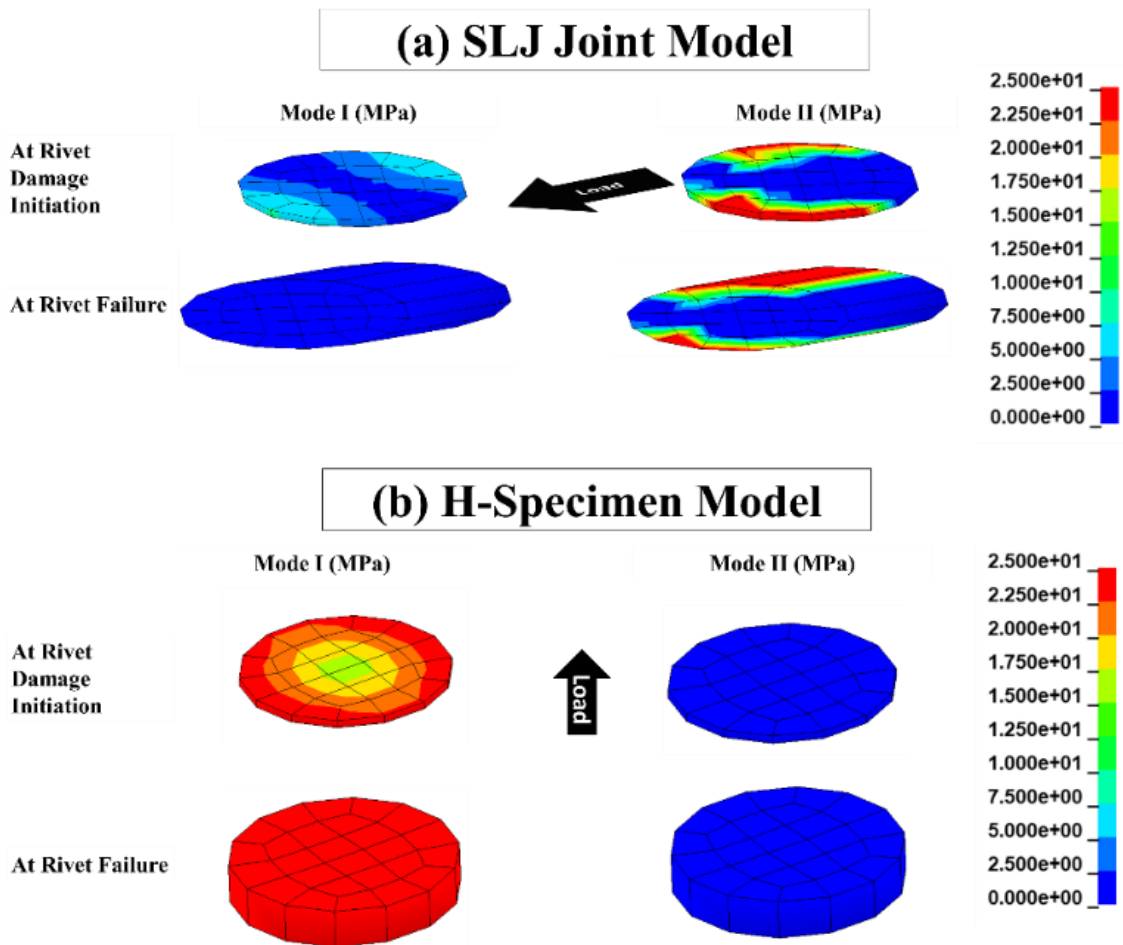 (a) SLJ Joint Model
Mode I (MPa)
Mode II (MPa)
At Rivet
Damage
Initiation
Load
At Rivet Failure
2.500e+01
2.250e+01
2.000e+01
1.750e+01
1.500e+01
1.250e+01
1.000e+01
7.500e+00
5.000e+00
2.500e+00
0.000e+00
(b) H-Specimen Model
Mode I (MPa)
Mode II (MPa)
At Rivet
Damage
Initiation
Load
At Rivet Failure
2.500e+01
2.250e+01
2.000e+01
1.750e+01
1.500e+01
1.250e+01
1.000e+01
7.500e+00
5.000e+00
2.500e+00
0.000e+00